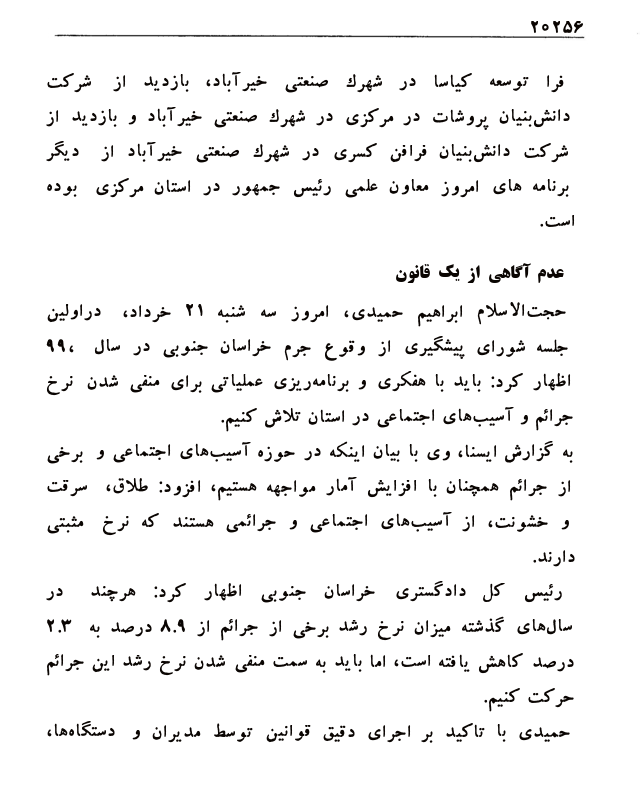 ۲۰۲۵۶
فرا توسعه کیاسا در شهرك صنعتی خیرآباد، بازدید از شرکت
دانش‌بنیان پروشات در مرکزی در شهرك صنعتی خیرآباد و بازدید از
شرکت دانش‌بنیان فرافن کسری در شهرك صنعتی خیرآباد از دیگر
برنامه های امروز معاون علمی رئیس جمهور در استان مرکزی بوده
است.
عدم آگاهی از یک قانون
حجت‌الاسلام ابراهیم حمیدی، امروز سه شنبه ۲۱ خرداد، دراولین
جلسه شورای پیشگیری از وقوع جرم خراسان جنوبی در سال ۹۹،
اظهار کرد: باید با هفکری و برنامه‌ریزی عملیاتی برای منفی شدن نرخ
جرائم و آسیب‌های اجتماعی در استان تلاش کنیم.
به گزارش ایسنا، وی با بیان اینکه در حوزه آسیب‌های اجتماعی و برخی
از جرائم همچنان با افزایش آمار مواجهه هستیم، افزود: طلاق، سرقت
و خشونت، از آسیب‌های اجتماعی و جرائمی هستند که نرخ مثبتی
دارند.
رئیس کل دادگستری خراسان جنوبی اظهار کرد: هرچند در
سال‌های گذشته میزان نرخ رشد برخی از جرائم از ۸.۹ درصد به ۲.۳
درصد کاهش یافته است، اما باید به سمت منفی شدن نرخ رشد این جرائم
حرکت کنیم.
حمیدی با تاکید بر اجرای دقیق قوانین توسط مدیران و دستگاه‌ها،